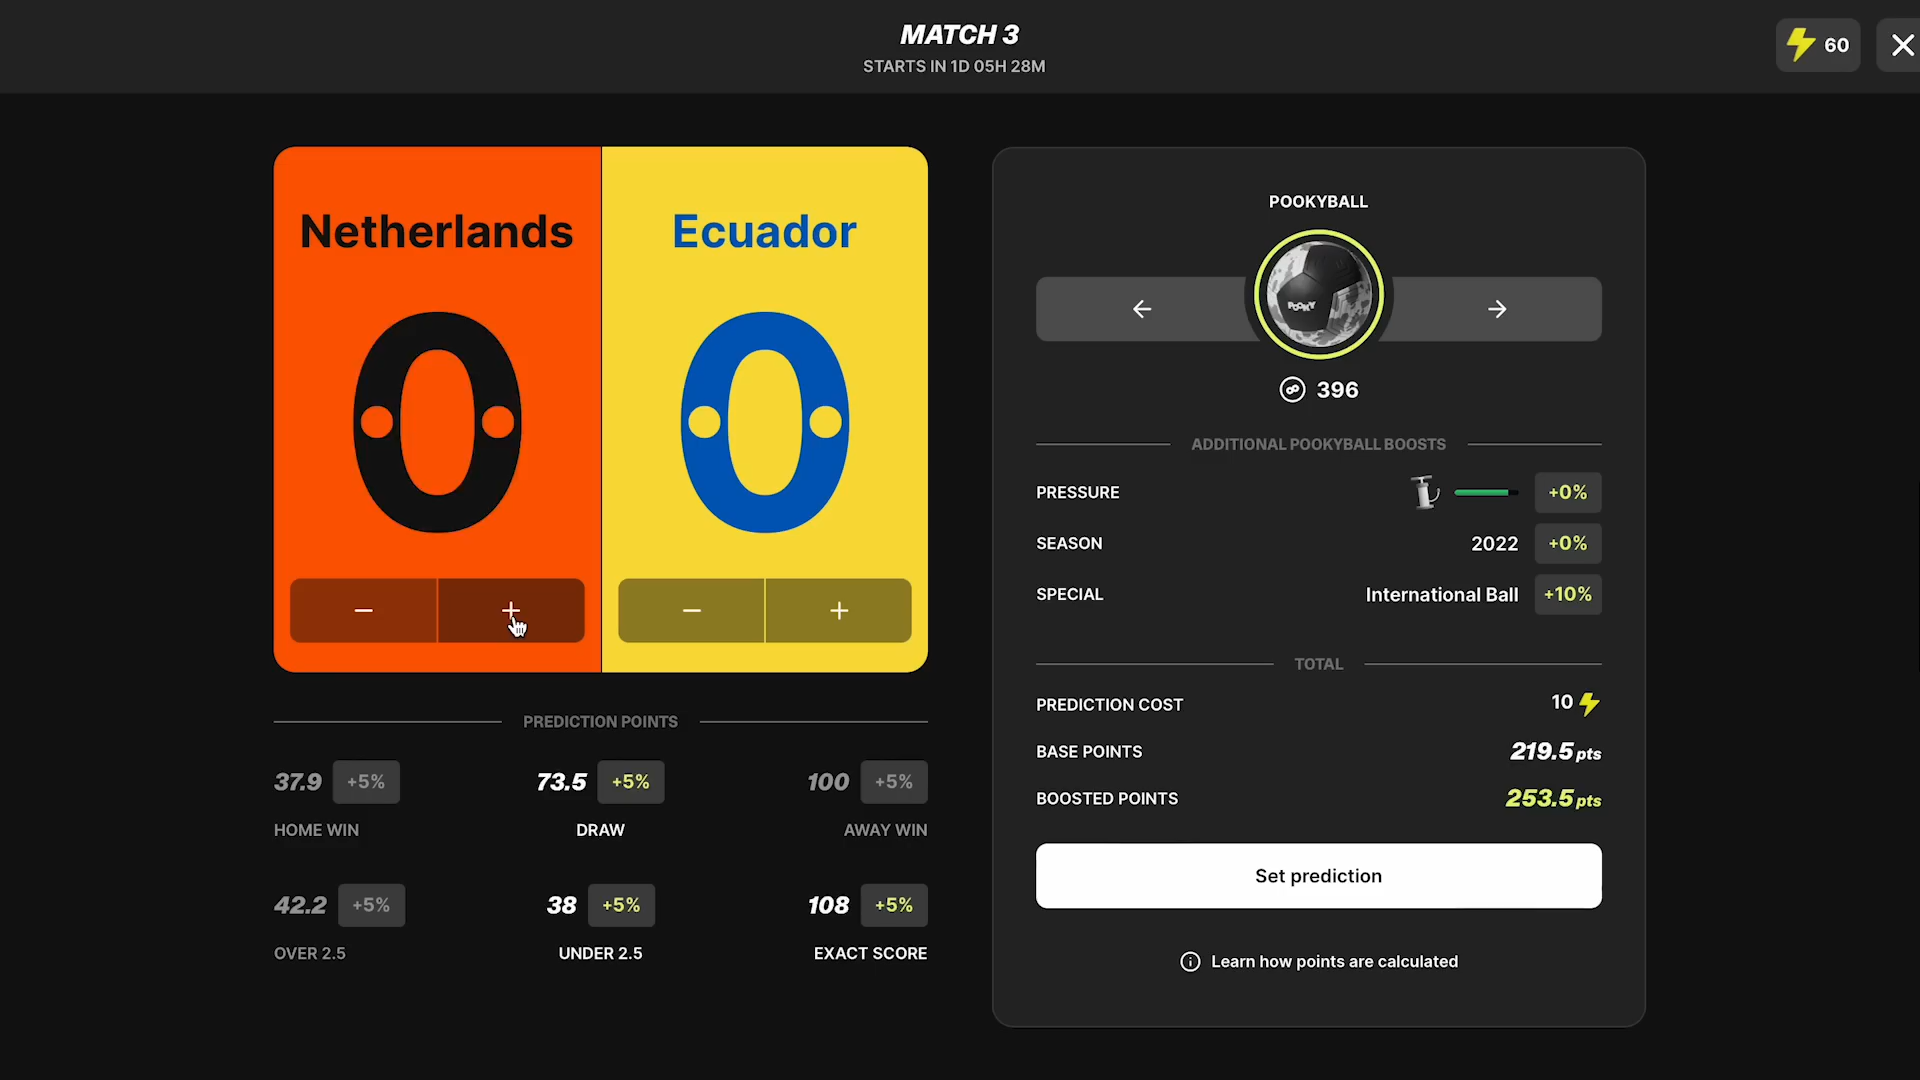 MATCH 3
STARTS IN 1D 05H 28M
60
Netherlands
Ecuador
0
0
PREDICTION POINTS
37.9 +5%
73.5 +5%
100 +5%
HOME WIN
DRAW
AWAY WIN
42.2 +5%
38 +5%
108 +5%
OVER 2.5
UNDER 2.5
EXACT SCORE
POOKYBALL
POOKY
396
ADDITIONAL POOKYBALL BOOSTS
PRESSURE +0%
SEASON 2022 +0%
SPECIAL International Ball +10%
TOTAL
PREDICTION COST 10
BASE POINTS 219.5 pts
BOOSTED POINTS 253.5 pts
Set prediction
Learn how points are calculated